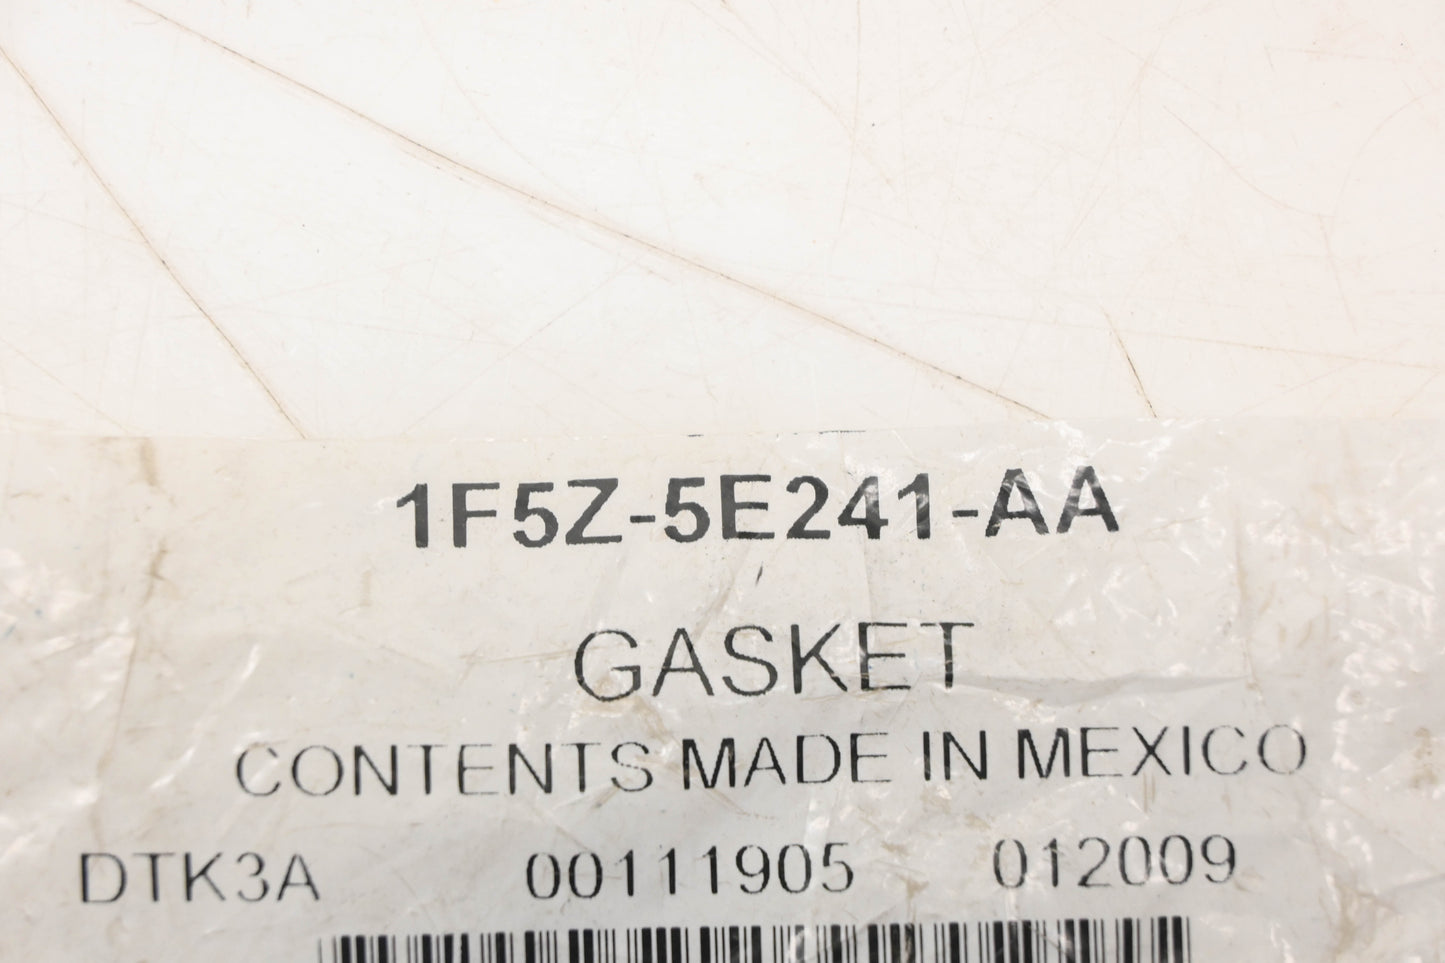 1F5Z-5E241-AA
GASKET
CONTENTS MADE IN MEXICO
DTK3A 00111905 012009